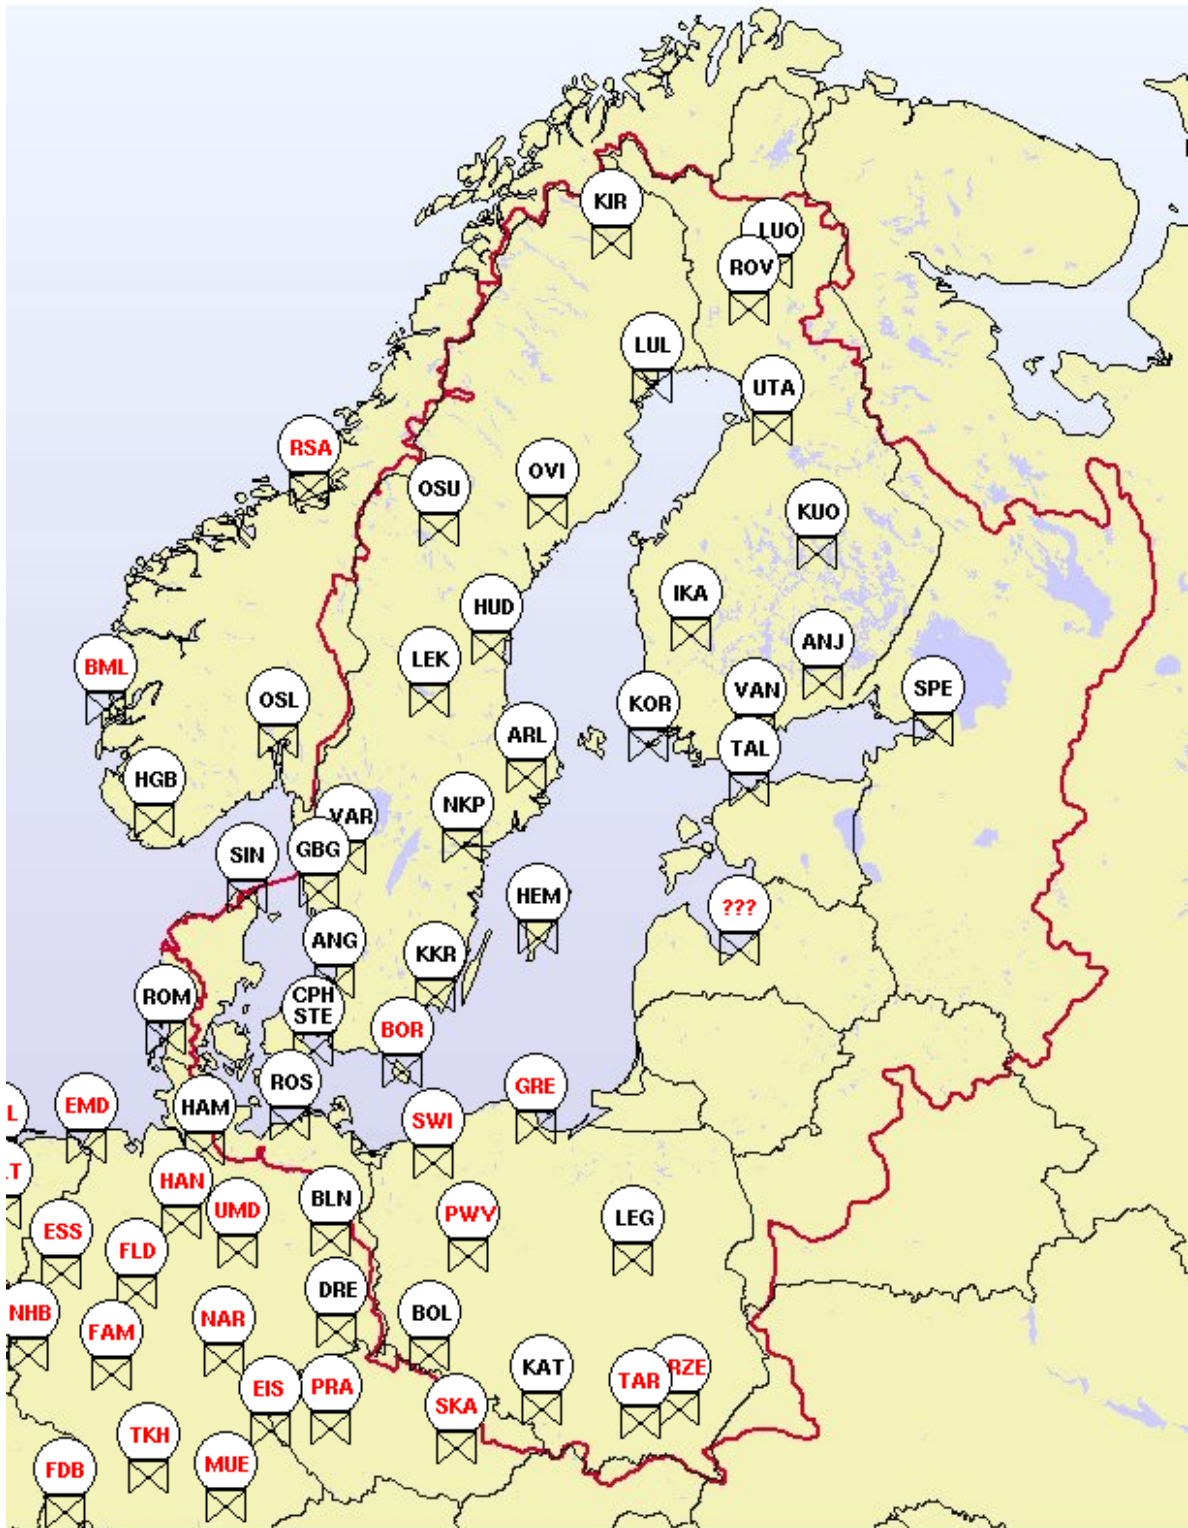 KIR
LUO
ROV
LUL
UTA
RSA
OVI
OSU
KUO
IKA
HUD
ANJ
LEK
BML
OSL
KOR
VAN
SPE
ARL
TAL
HGB
NKP
VAR
GBG
SIN
HEM
???
ANG
KKR
ROM
CPH
STE
BOR
ROS
GRE
EMD
HAM
SWI
L
HAN
T
BLN
UMD
PWY
LEG
ESS
FLD
DRE
NHB
NAR
BOL
FAM
KAT
RZE
TAR
EIS
PRA
SKA
TKH
MUE
FDB